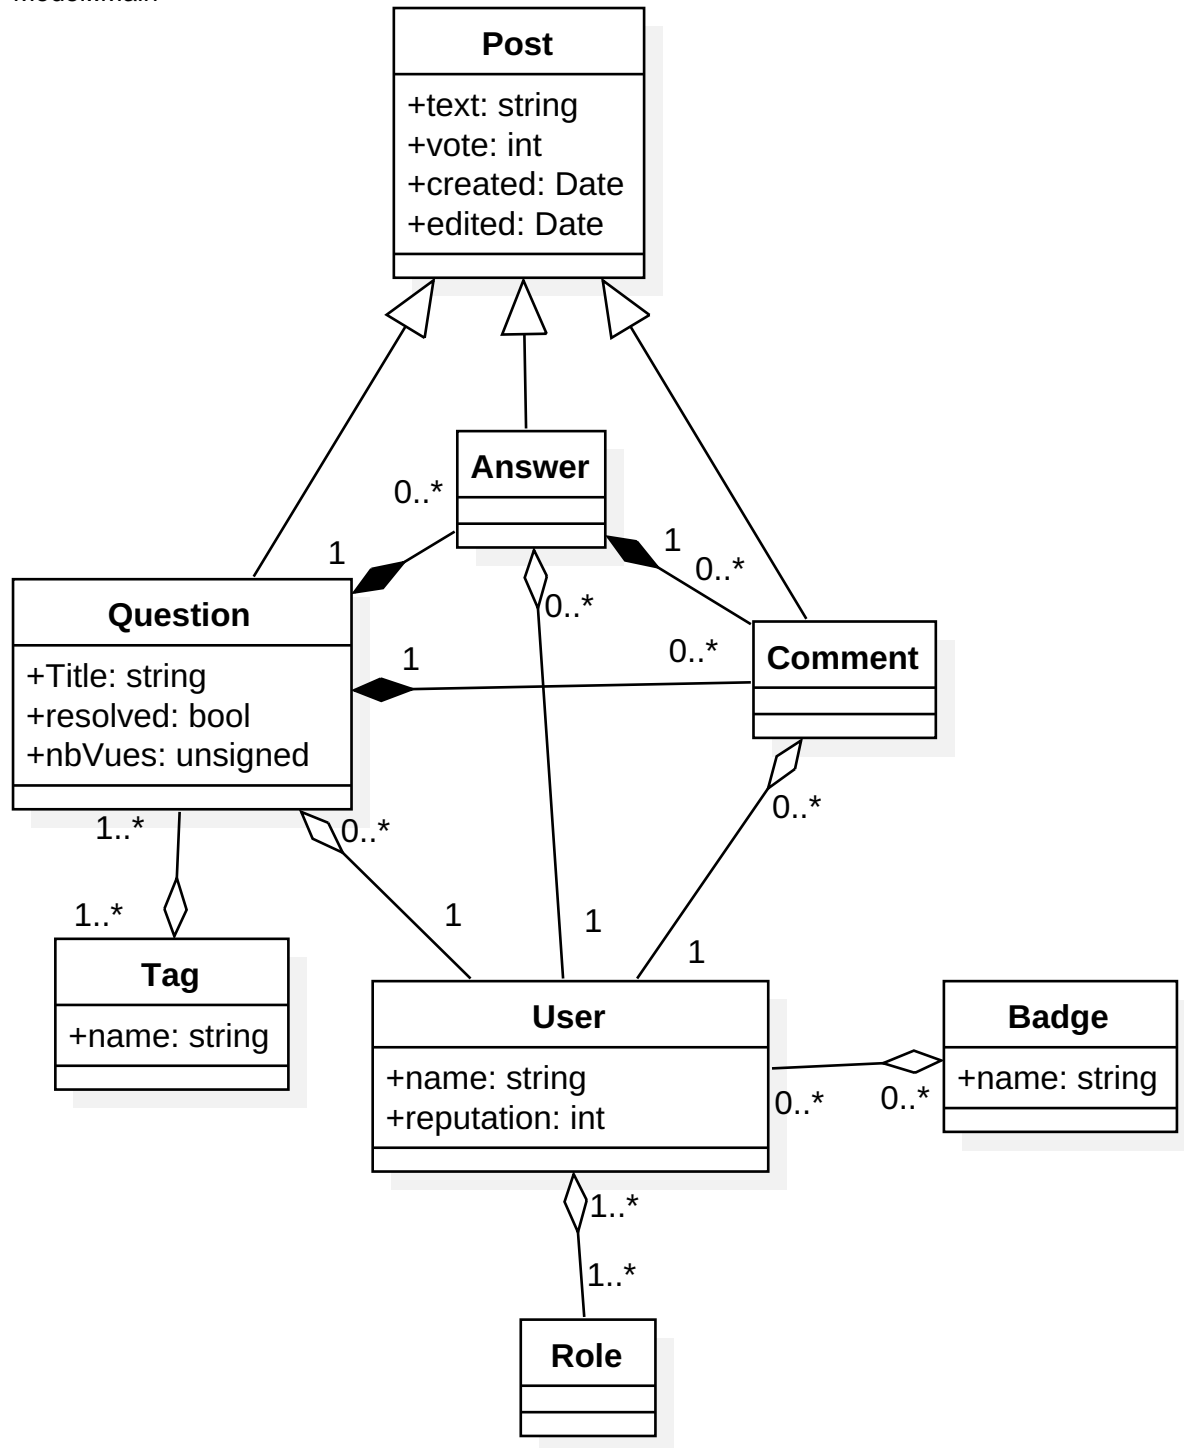 Post
+text: string
+vote: int
+created: Date
+edited: Date
Answer
0..*
1
1
0..*
0..*
Question
+Title: string
+resolved: bool
+nbVues: unsigned
1
0..*
Comment
1..*
0..*
0..*
1..*
1
1
1
Tag
+name: string
User
+name: string
+reputation: int
0..*
0..*
Badge
+name: string
1..*
1..*
Role